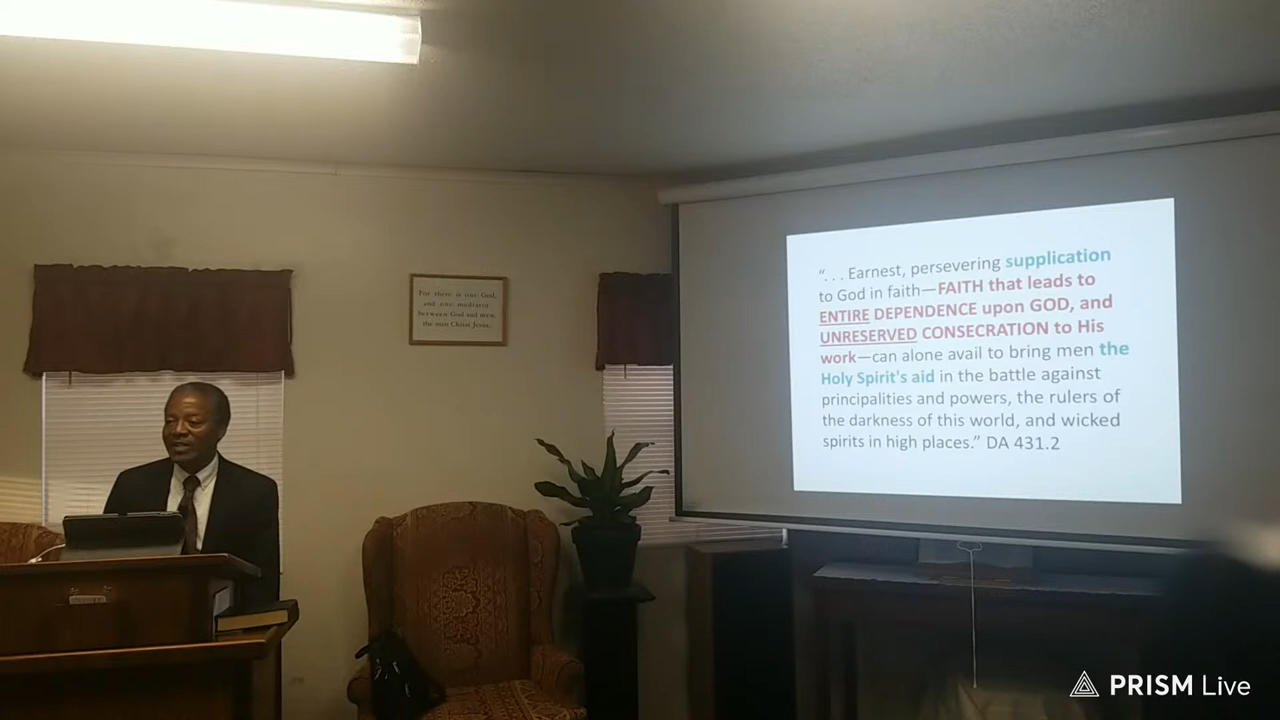 For there is one God,
and one mediator
between God and men,
the man Christ Jesus.
“. . . Earnest, persevering supplication
to God in faith—FAITH that leads to
ENTIRE DEPENDENCE upon GOD, and
UNRESERVED CONSECRATION to His
work—can alone avail to bring men the
Holy Spirit's aid in the battle against
principalities and powers, the rulers of
the darkness of this world, and wicked
spirits in high places.” DA 431.2
PRISM Live